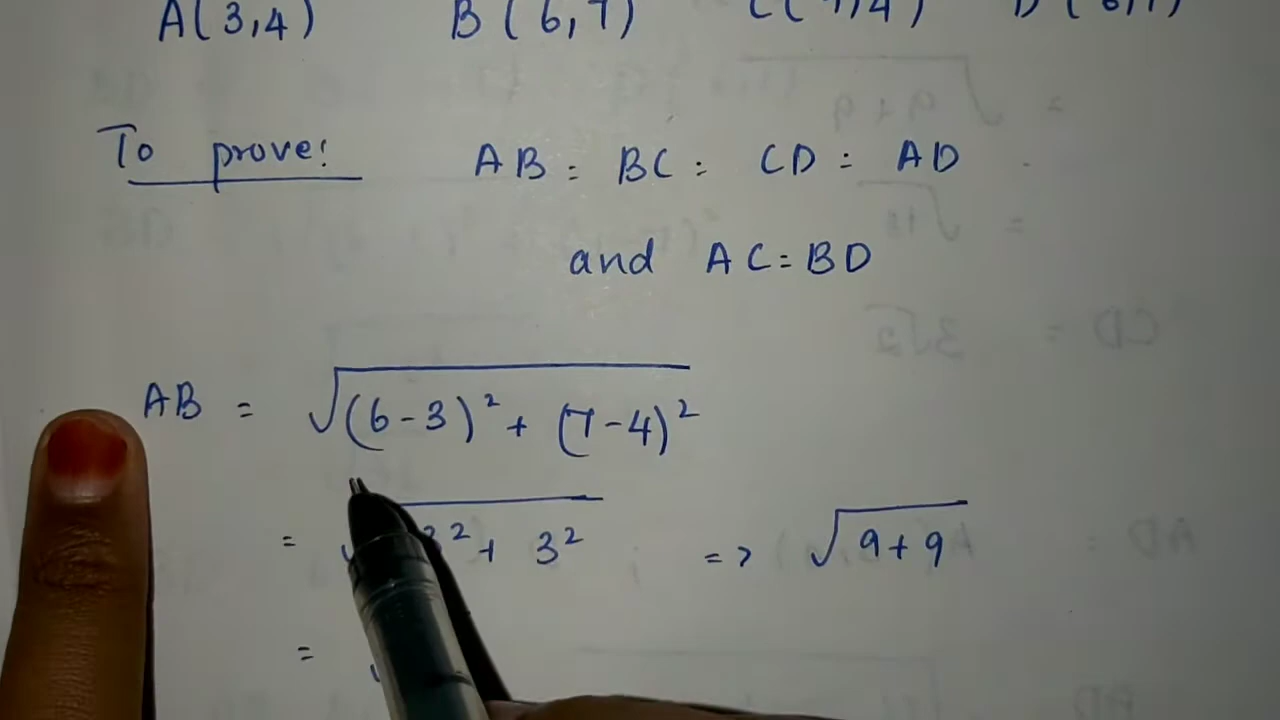 A(3,4) B(6,7)
To prove: AB = BC = CD = AD
and AC = BD
AB = √(6-3)² + (7-4)²
= 3² + 3² => √9+9
=